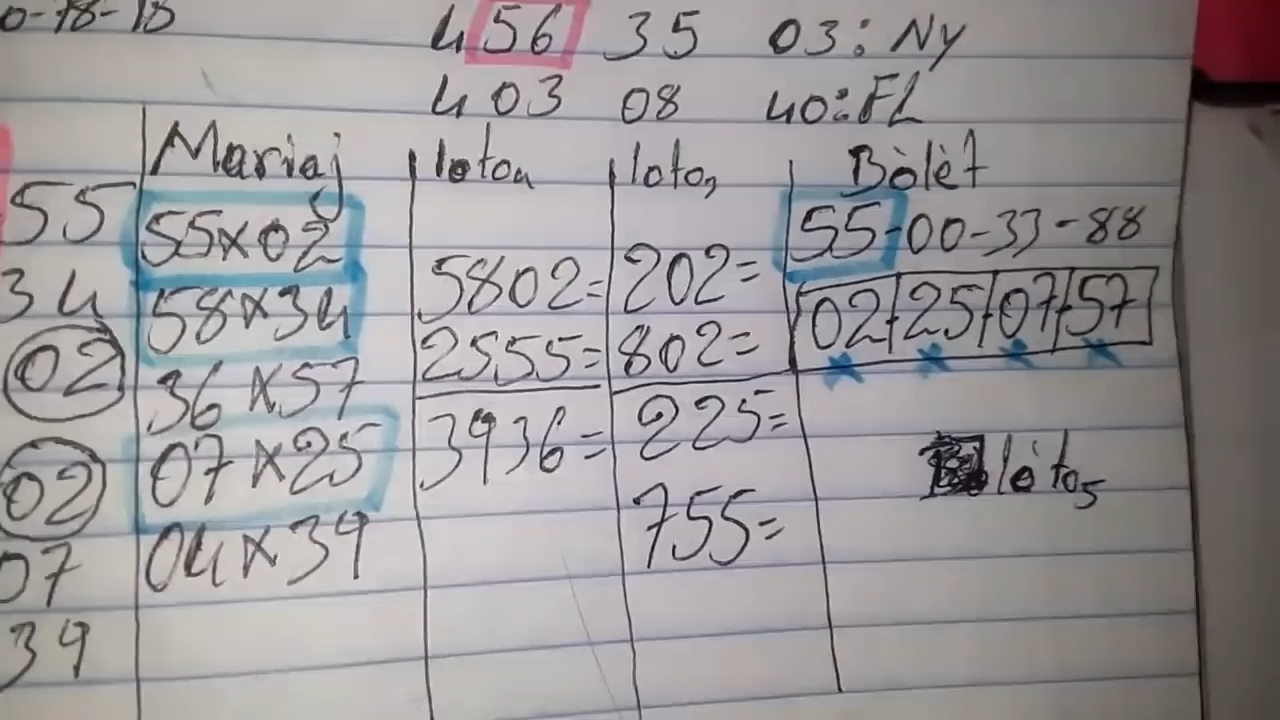 0-78-18
456 35 03: Ny
403 08 40: FL
Mariaj loto4 loto3 Bòlèt
55 55x02 55-00-33-88
34 58x34 5802= 202= 02/25/07/57
02 36x57 2555= 802=
02 07x25 3936= 225= lòto5
07 04x39 755=
39